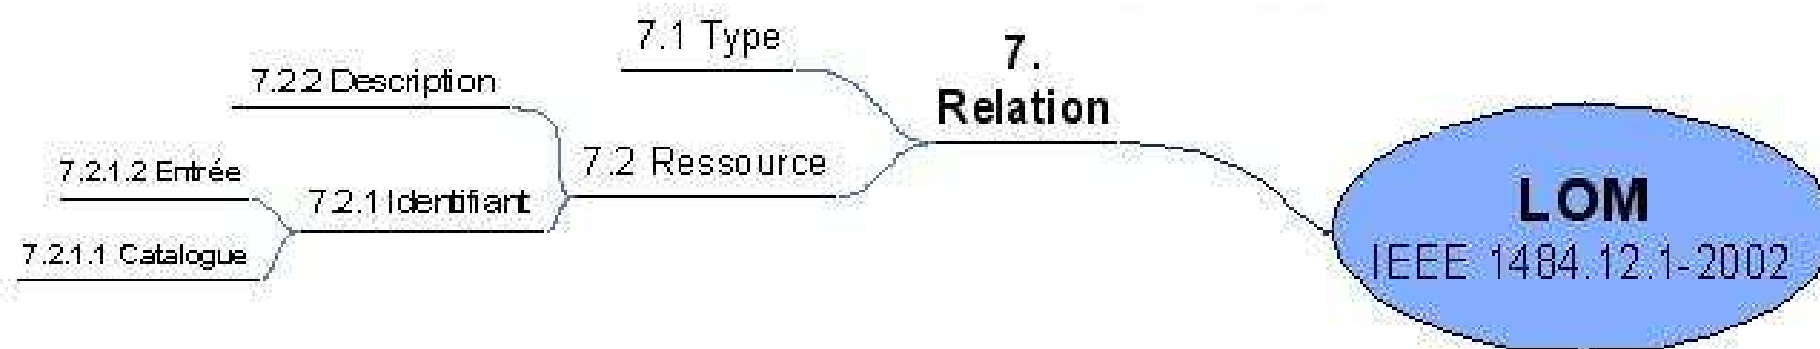 7.1 Type
7.
Relation
7.2.2 Description
7.2 Ressource
7.2.1.2 Entrée
7.2.1 Identifiant
7.2.1.1 Catalogue
LOM
IEEE 1484.12.1-2002